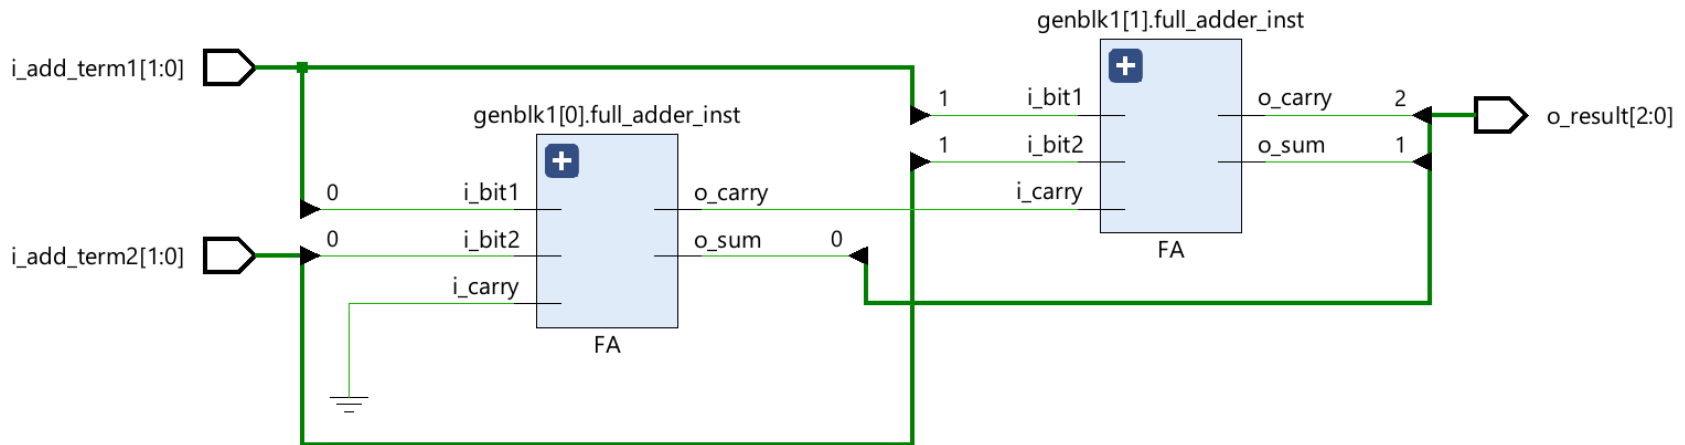 genblk1[1].full_adder_inst
i_add_term1[1:0]
1 i_bit1 o_carry 2
o_result[2:0]
genblk1[0].full_adder_inst
1 i_bit2 o_sum 1
0 i_bit1 o_carry i_carry
0 i_bit2 o_sum 0
FA
i_add_term2[1:0]
i_carry
FA